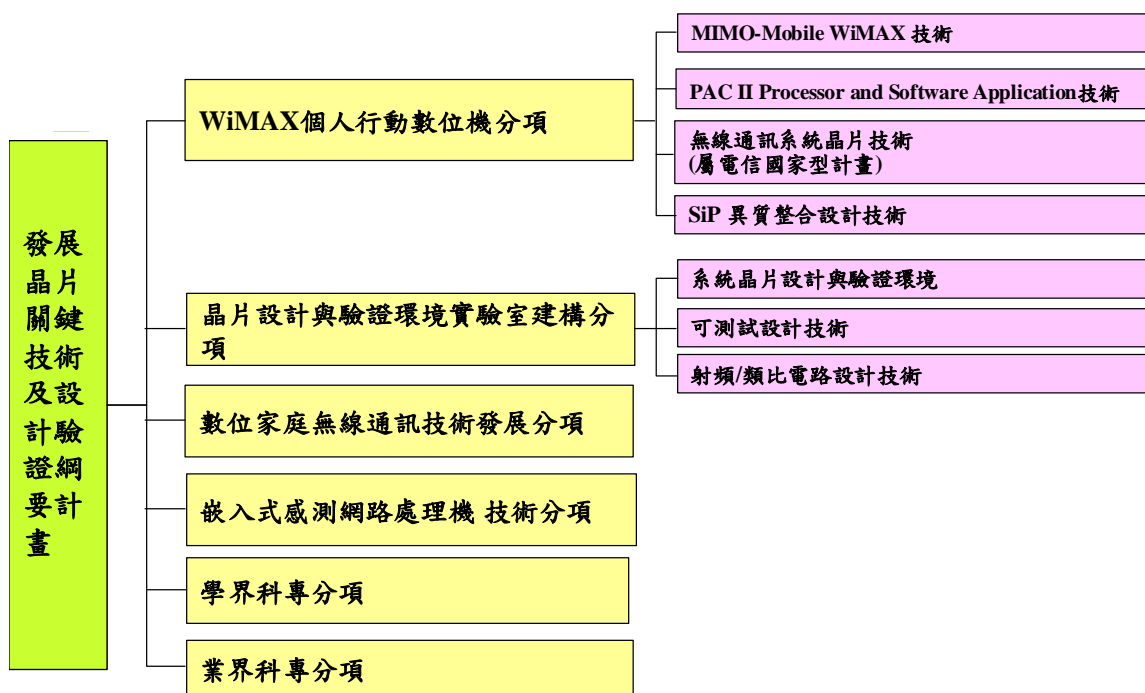 發展
晶片
關鍵
技術
及設
計驗
證綱
要計
畫
WiMAX個人行動數位機分項
MIMO-Mobile WiMAX 技術
PAC II Processor and Software Application技術
無線通訊系統晶片技術
(屬電信國家型計畫)
SiP 異質整合設計技術
晶片設計與驗證環境實驗室建構分
項
系統晶片設計與驗證環境
可測試設計技術
射頻/類比電路設計技術
數位家庭無線通訊技術發展分項
嵌入式感測網路處理機 技術分項
學界科專分項
業界科專分項